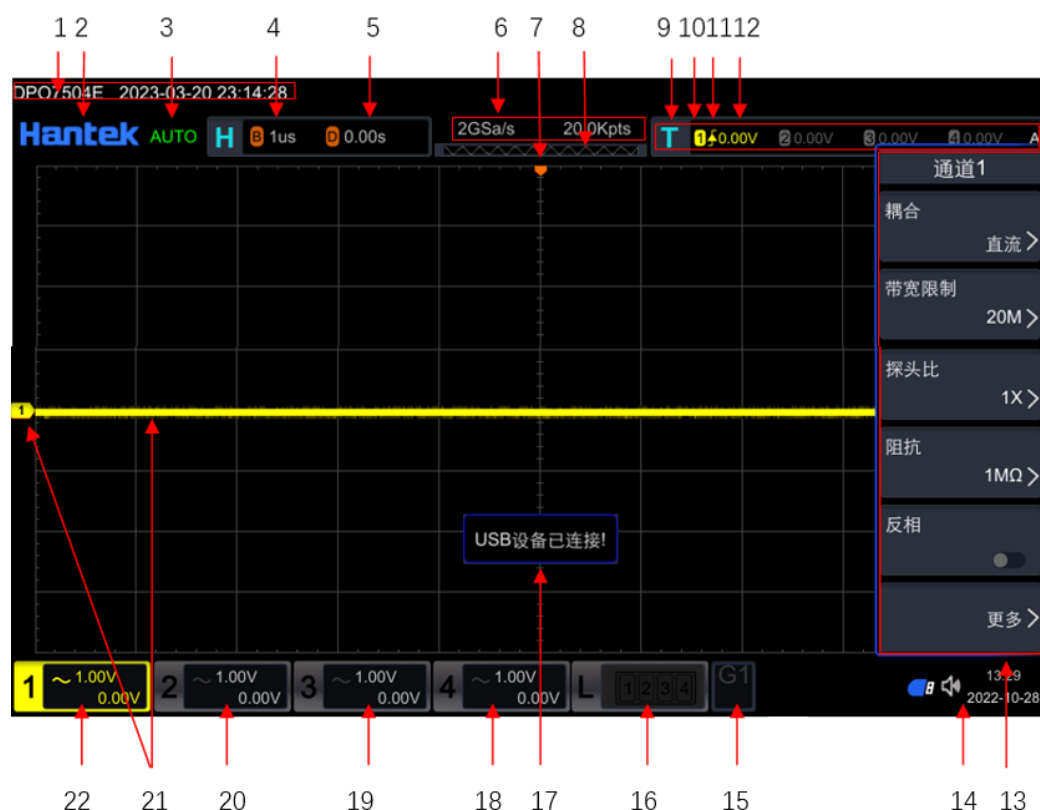 1 2 3 4 5 6 7 8 9 10 11 12
DPO7504E 2023-03-20 23:14:28
Hantek AUTO H B 1us D 0.00s 2GSa/s 20.0Kpts T 1 0.00V 2 0.00V 3 0.00V 4 0.00V A
通道1
耦合
直流
带宽限制
20M
探头比
1X
1
阻抗
1MΩ
反相
USB设备已连接!
更多
1 1.00V 0.00V
2 1.00V 0.00V
3 1.00V 0.00V
4 1.00V 0.00V
L 1 2 3 4
G1
13:29
2022-10-28
22 21 20 19 18 17 16 15 14 13